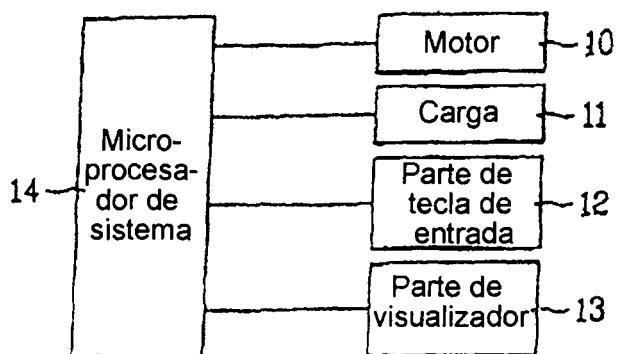 Micro-
procesa-
dor de
sistema
14
Motor
10
Carga
11
Parte de
tecla de
entrada
12
Parte de
visualizador
13